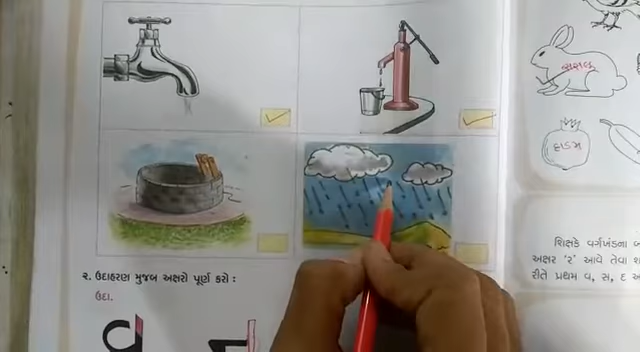 ૨. ઉદાહરણ મુજબ અક્ષરો પૂર્ણ કરો :
ઉદા.
સસલું
દાડમ
શિક્ષકે વર્ગખંડના
અક્ષર 'ર' આવે તેવા
રીતે પ્રથમ વ, સ, દ